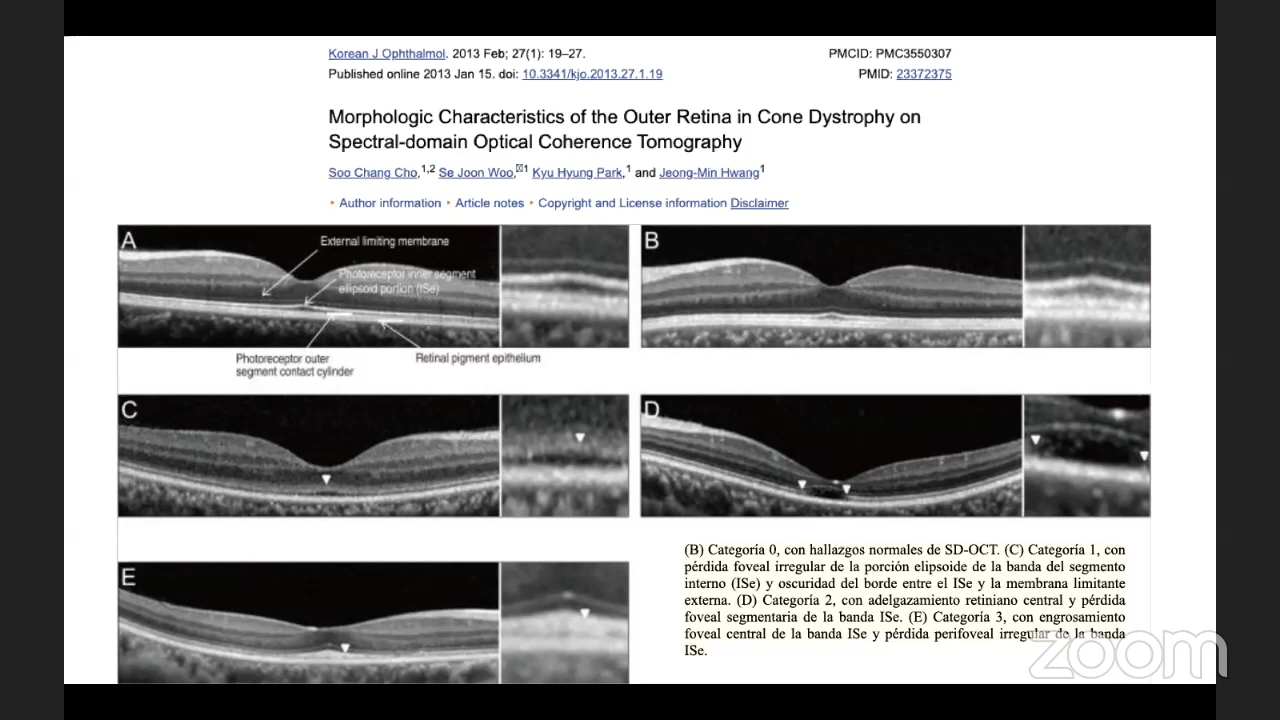 Korean J Ophthalmol. 2013 Feb; 27(1): 19–27.
PMCID: PMC3550307
Published online 2013 Jan 15. doi: 10.3341/kjo.2013.27.1.19
PMID: 23372375
Morphologic Characteristics of the Outer Retina in Cone Dystrophy on
Spectral-domain Optical Coherence Tomography
Soo Chang Cho,1,2 Se Joon Woo,✉1 Kyu Hyung Park,1 and Jeong-Min Hwang1
▸ Author information ▸ Article notes ▸ Copyright and License information Disclaimer
A
External limiting membrane
Photoreceptor inner segment
ellipsoid portion (ISe)
Photoreceptor outer
segment contact cylinder
Retinal pigment epithelium
B
C
D
E
(B) Categoría 0, con hallazgos normales de SD-OCT. (C) Categoría 1, con
pérdida foveal irregular de la porción elipsoide de la banda del segmento
interno (ISe) y oscuridad del borde entre el ISe y la membrana limitante
externa. (D) Categoría 2, con adelgazamiento retiniano central y pérdida
foveal segmentaria de la banda ISe. (E) Categoría 3, con engrosamiento
foveal central de la banda ISe y pérdida perifoveal irregular de la banda
ISe.
zoom